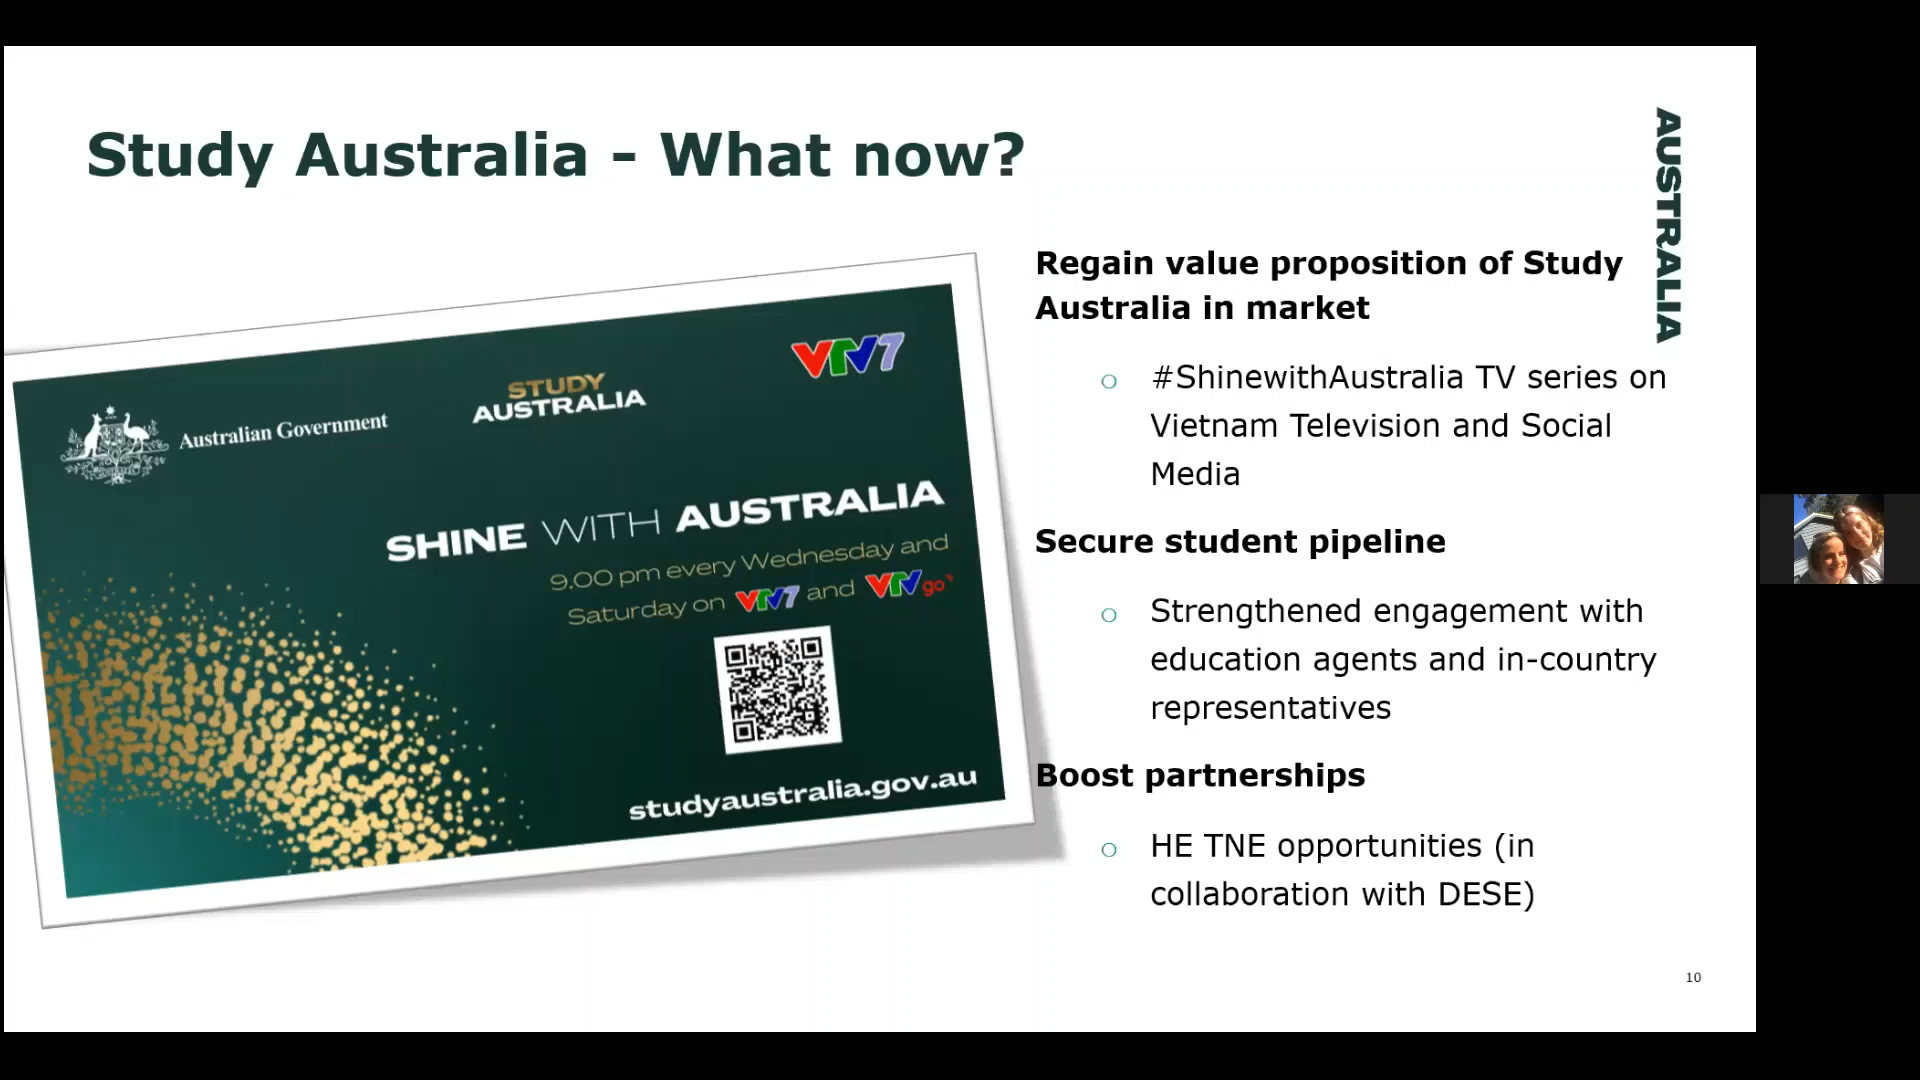 Study Australia - What now?
AUSTRALIA
Australian Government
STUDY
AUSTRALIA
VTV7
SHINE WITH AUSTRALIA
9.00 pm every Wednesday and
Saturday on VTV7 and VTVgo
studyaustralia.gov.au
Regain value proposition of Study
Australia in market
o #ShinewithAustralia TV series on
Vietnam Television and Social
Media
Secure student pipeline
o Strengthened engagement with
education agents and in-country
representatives
Boost partnerships
o HE TNE opportunities (in
collaboration with DESE)
10